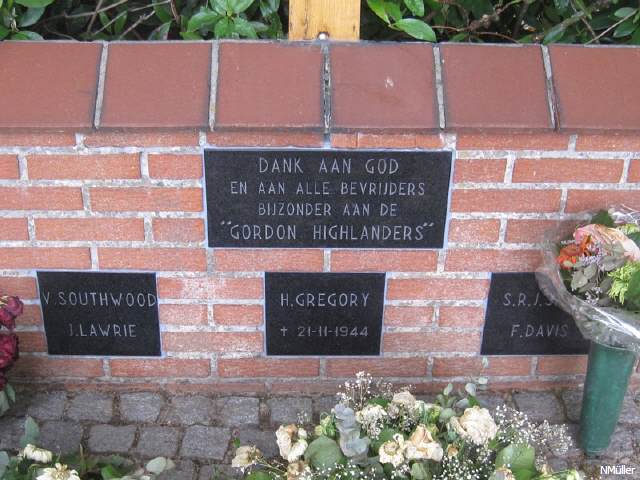 DANK AAN GOD
EN AAN ALLE BEVRIJDERS
BIJZONDER AAN DE
"GORDON HIGHLANDERS"
V. SOUTHWOOD
J. LAWRIE
H. GREGORY
+ 21-11-1944
S.R.J.
F. DAVIS
NMüller